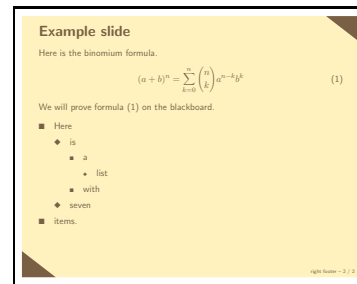 Example slide
Here is the binomium formula.
(a + b)^n = \sum_{k=0}^{n} \binom{n}{k} a^{n-k} b^k (1)
We will prove formula (1) on the blackboard.
■ Here
◆ is
■ a
• list
■ with
◆ seven
■ items.
right footer – 2 / 2